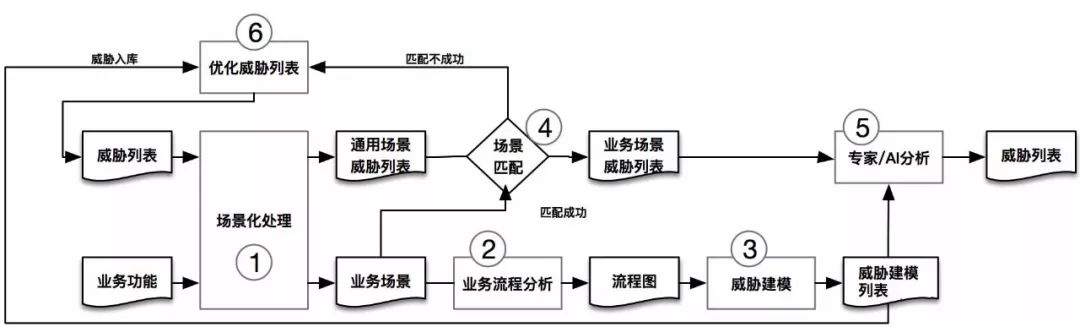 ⑥
威胁入库
优化威胁列表
匹配不成功
威胁列表
通用场景
威胁列表
场景
匹配
④
业务场景
威胁列表
⑤
专家/AI分析
威胁列表
场景化处理
①
匹配成功
业务功能
业务场景
②
业务流程分析
流程图
③
威胁建模
威胁建模
列表